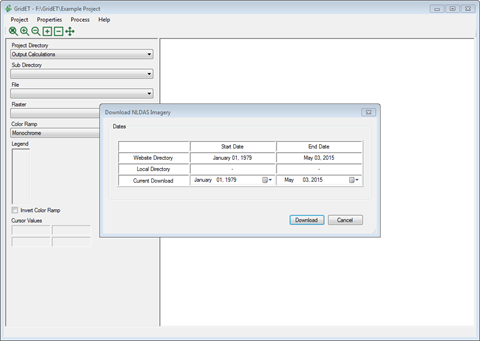 GridET - F:\GridET\Example Project
Project Properties Process Help
Project Directory
Output Calculations
Sub Directory
File
Raster
Color Ramp
Monochrome
Legend
Invert Color Ramp
Cursor Values
Download NLDAS Imagery
Dates
Start Date End Date
Website Directory January 01, 1979 May 03, 2015
Local Directory - -
Current Download January 01, 1979 May 03, 2015
Download Cancel